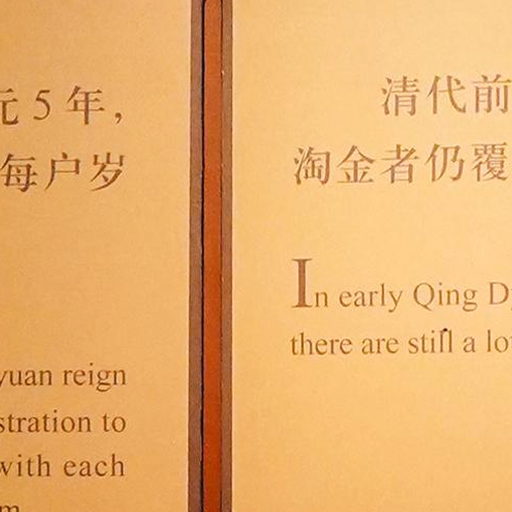 元5年，
每户岁
yuan reign
stration to
with each
清代前
淘金者仍覆
In early Qing D
there are still a lo